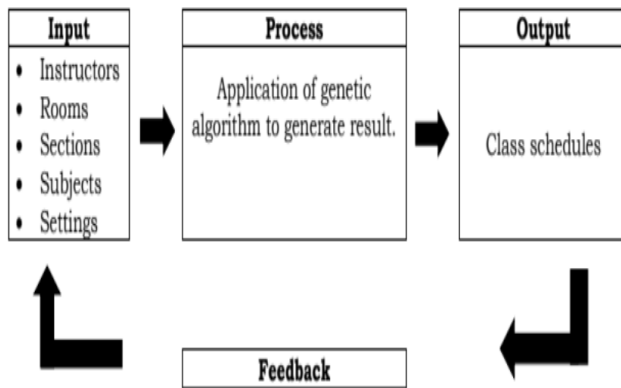 Input
• Instructors
• Rooms
• Sections
• Subjects
• Settings
Process
Application of genetic
algorithm to generate result.
Output
Class schedules
Feedback